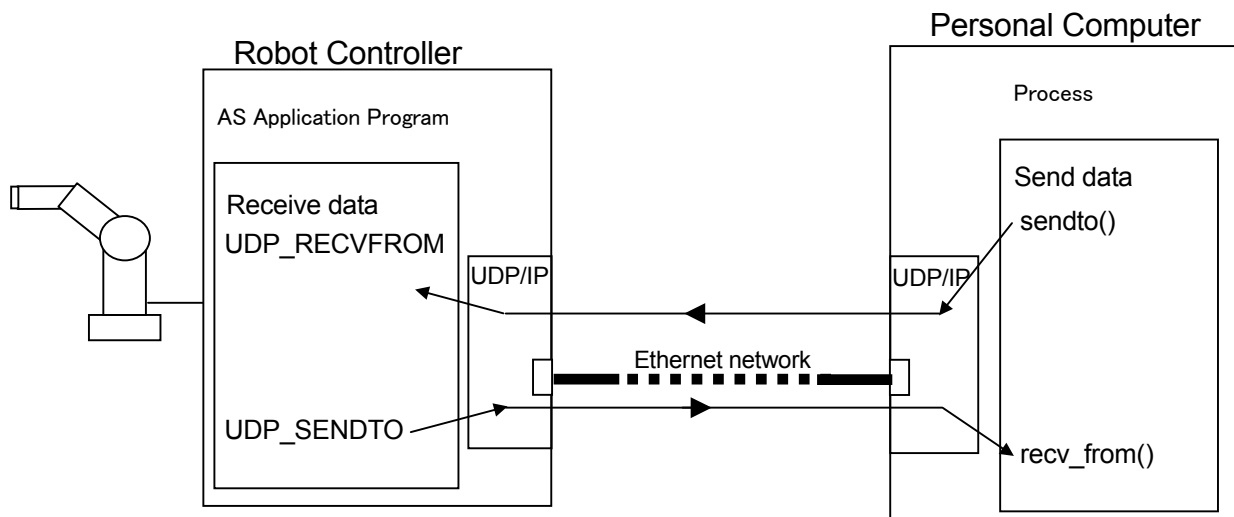 Robot Controller
AS Application Program
Receive data
UDP_RECVFROM
UDP_SENDTO
UDP/IP
Ethernet network
Personal Computer
Process
Send data
sendto()
UDP/IP
recv_from()